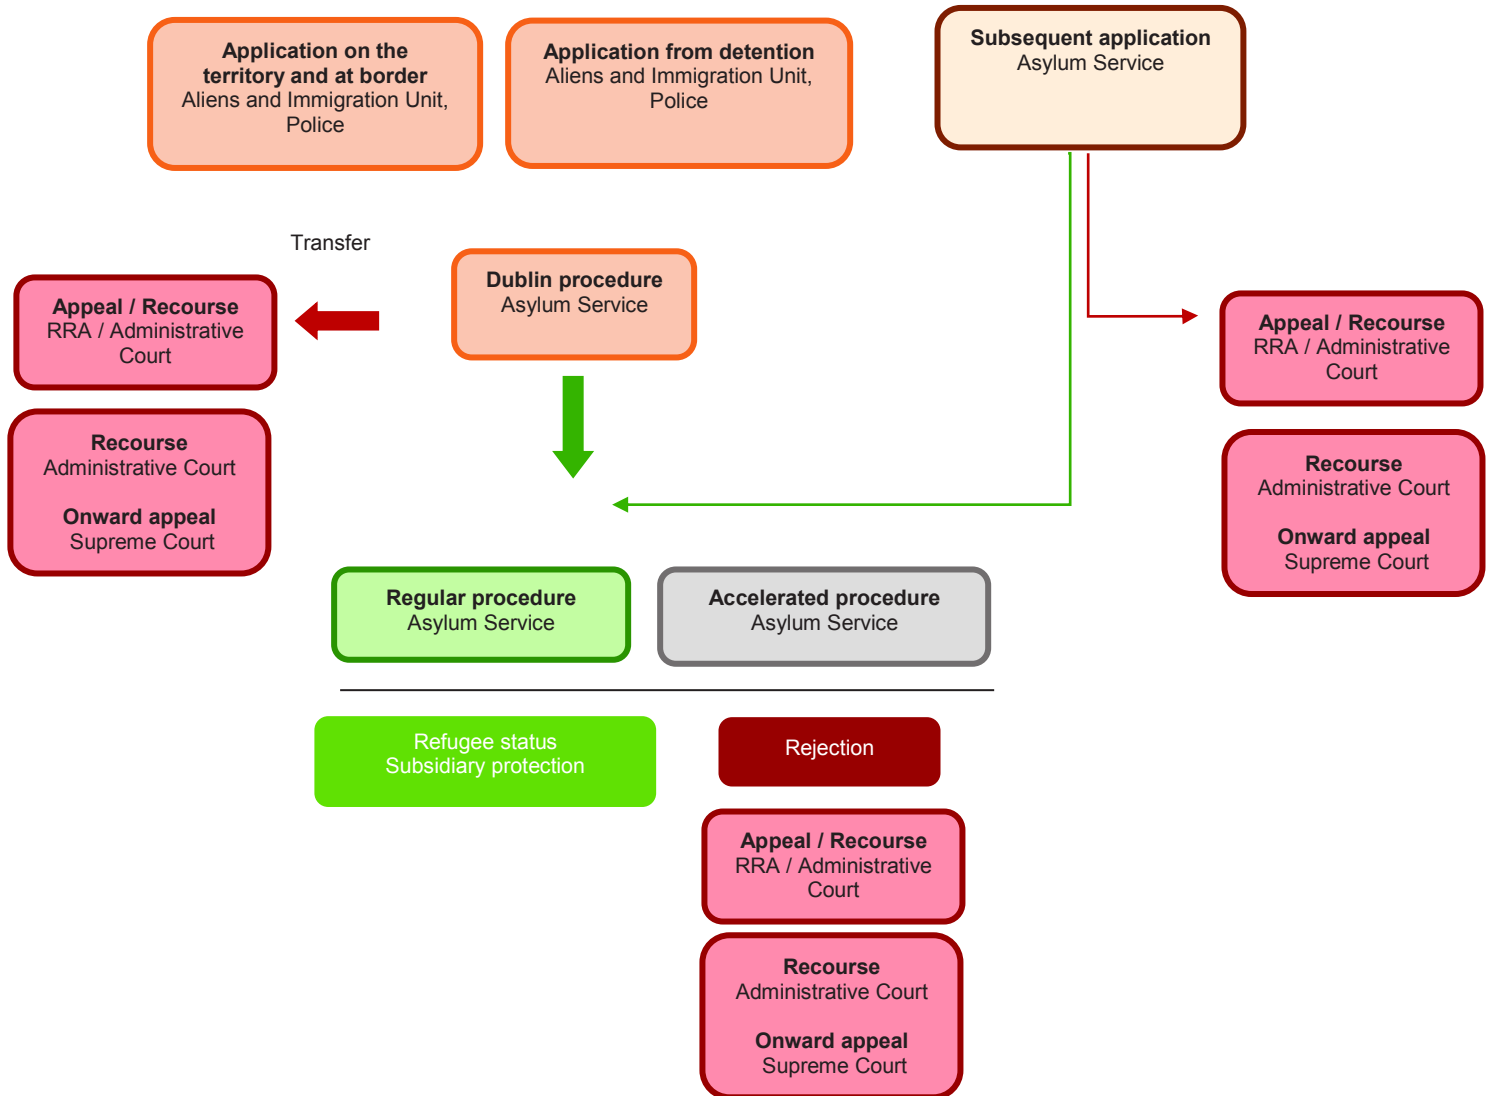 Application on the
territory and at border
Aliens and Immigration Unit,
Police
Application from detention
Aliens and Immigration Unit,
Police
Subsequent application
Asylum Service
Transfer
Dublin procedure
Asylum Service
Appeal / Recourse
RRA / Administrative
Court
Recourse
Administrative Court
Onward appeal
Supreme Court
Appeal / Recourse
RRA / Administrative
Court
Recourse
Administrative Court
Onward appeal
Supreme Court
Regular procedure
Asylum Service
Accelerated procedure
Asylum Service
Refugee status
Subsidiary protection
Rejection
Appeal / Recourse
RRA / Administrative
Court
Recourse
Administrative Court
Onward appeal
Supreme Court